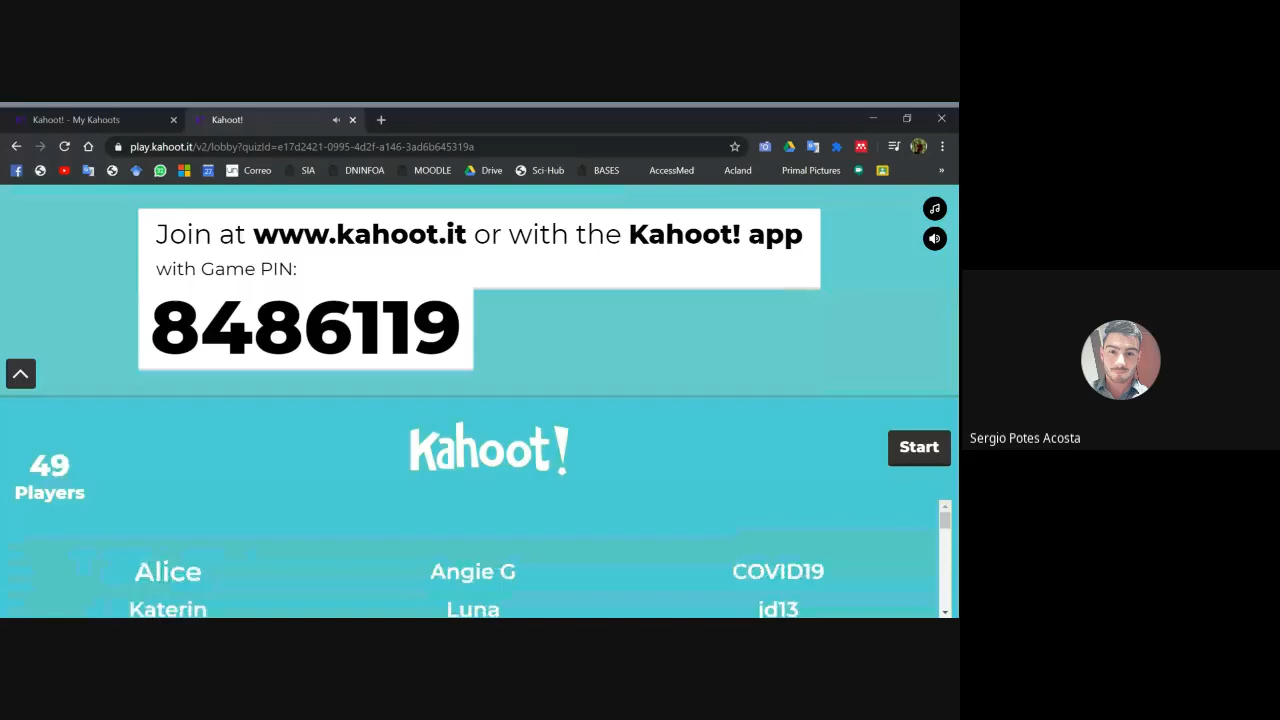 Kahoot! - My Kahoots
Kahoot!
play.kahoot.it/v2/lobby?quizId=e17d2421-0995-4d2f-a146-3ad6b645319a
Correo SIA DNINFOA MOODLE Drive Sci-Hub BASES AccessMed Acland Primal Pictures »
Join at www.kahoot.it or with the Kahoot! app
with Game PIN:
8486119
Kahoot!
Start
49
Players
Alice Angie G COVID19
Katerin Luna jd13
Sergio Potes Acosta